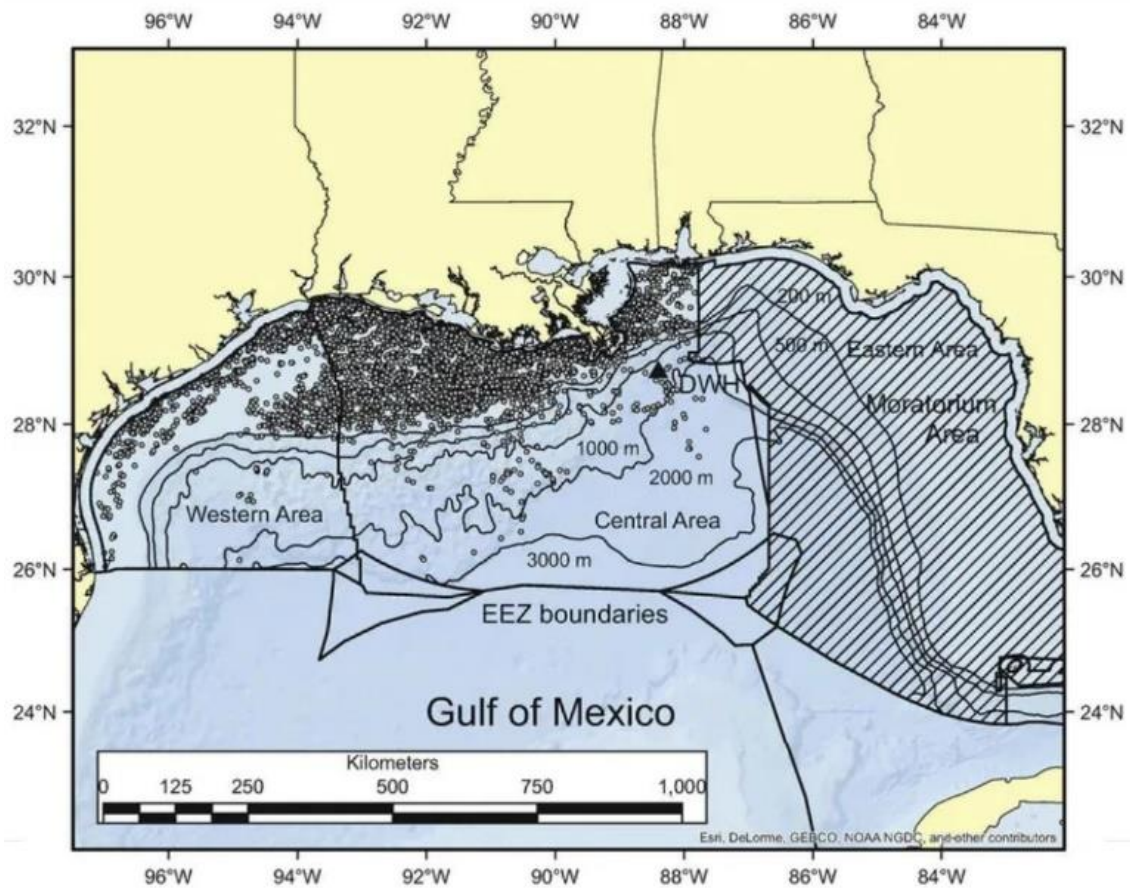 96°W 94°W 92°W 90°W 88°W 86°W 84°W
32°N 32°N
30°N 30°N
200 m
500 m
Eastern Area
DWH
Moratorium
Area
28°N 28°N
1000 m
2000 m
Western Area
Central Area
3000 m
26°N 26°N
EEZ boundaries
24°N 24°N
Gulf of Mexico
Kilometers
0 125 250 500 750 1,000
Esri, DeLorme, GEBCO, NOAA NGDC, and other contributors
96°W 94°W 92°W 90°W 88°W 86°W 84°W